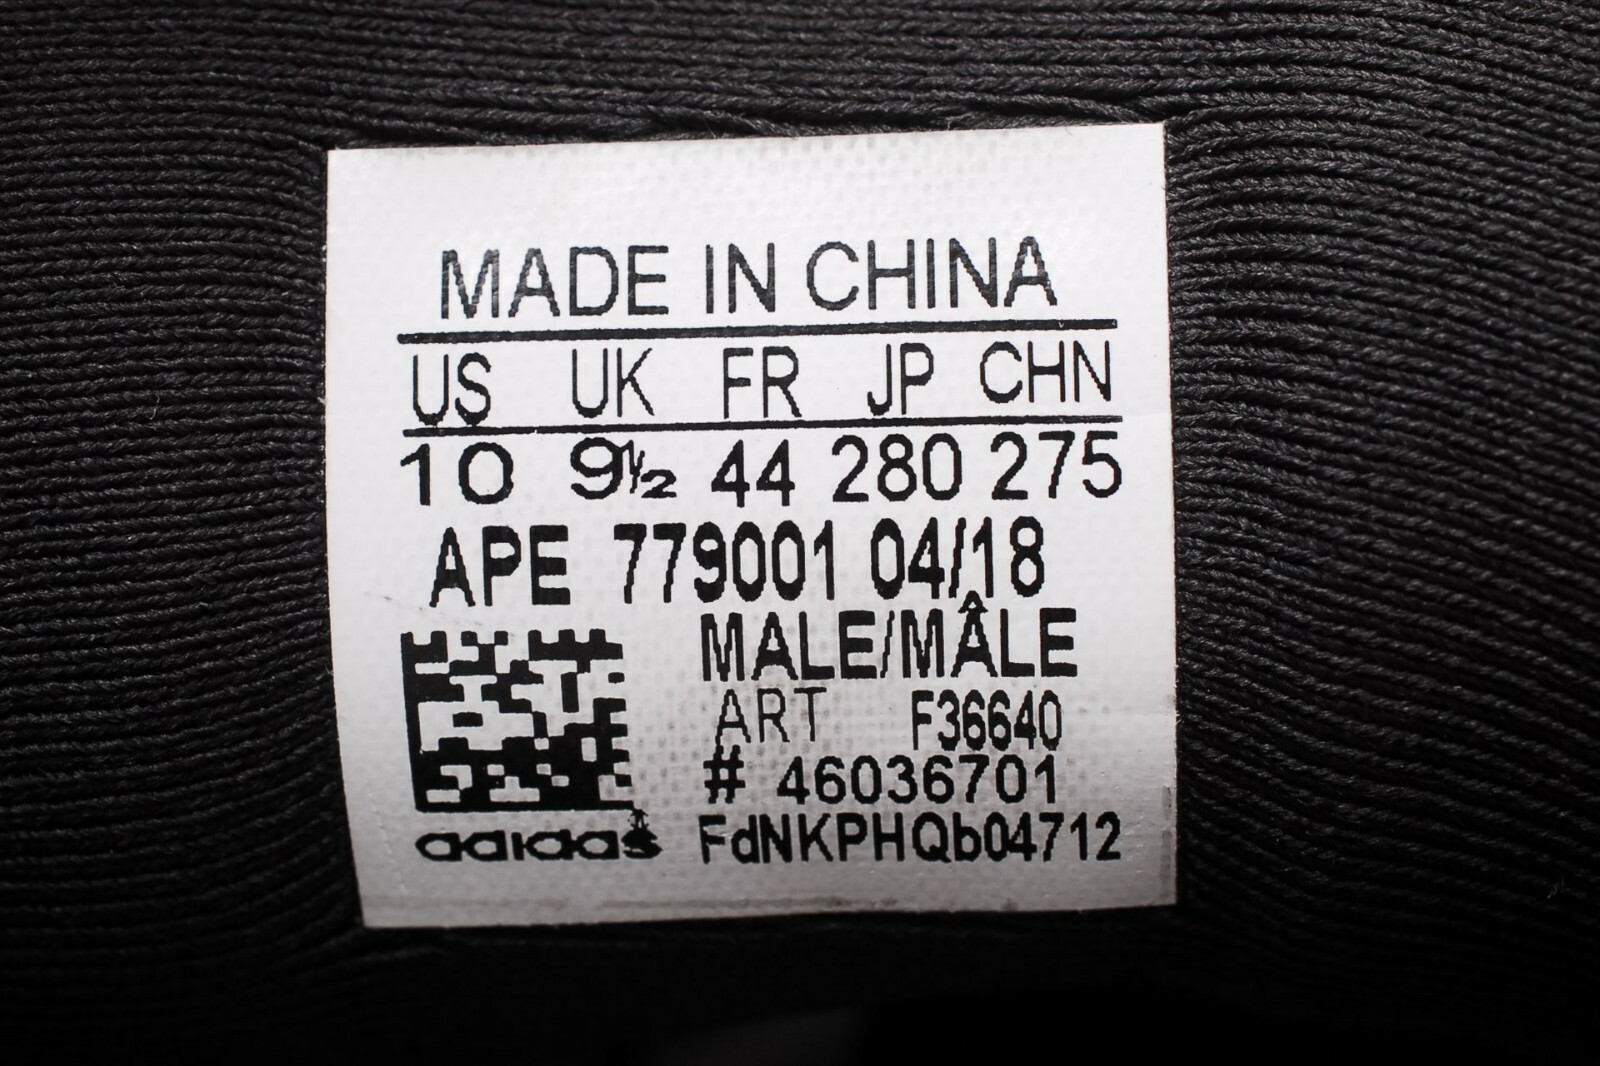 MADE IN CHINA
US UK FR JP CHN
10 9½ 44 280 275
APE 779001 04/18
MALE/MÂLE
ART F36640
# 46036701
adidas FdNKPHQb04712